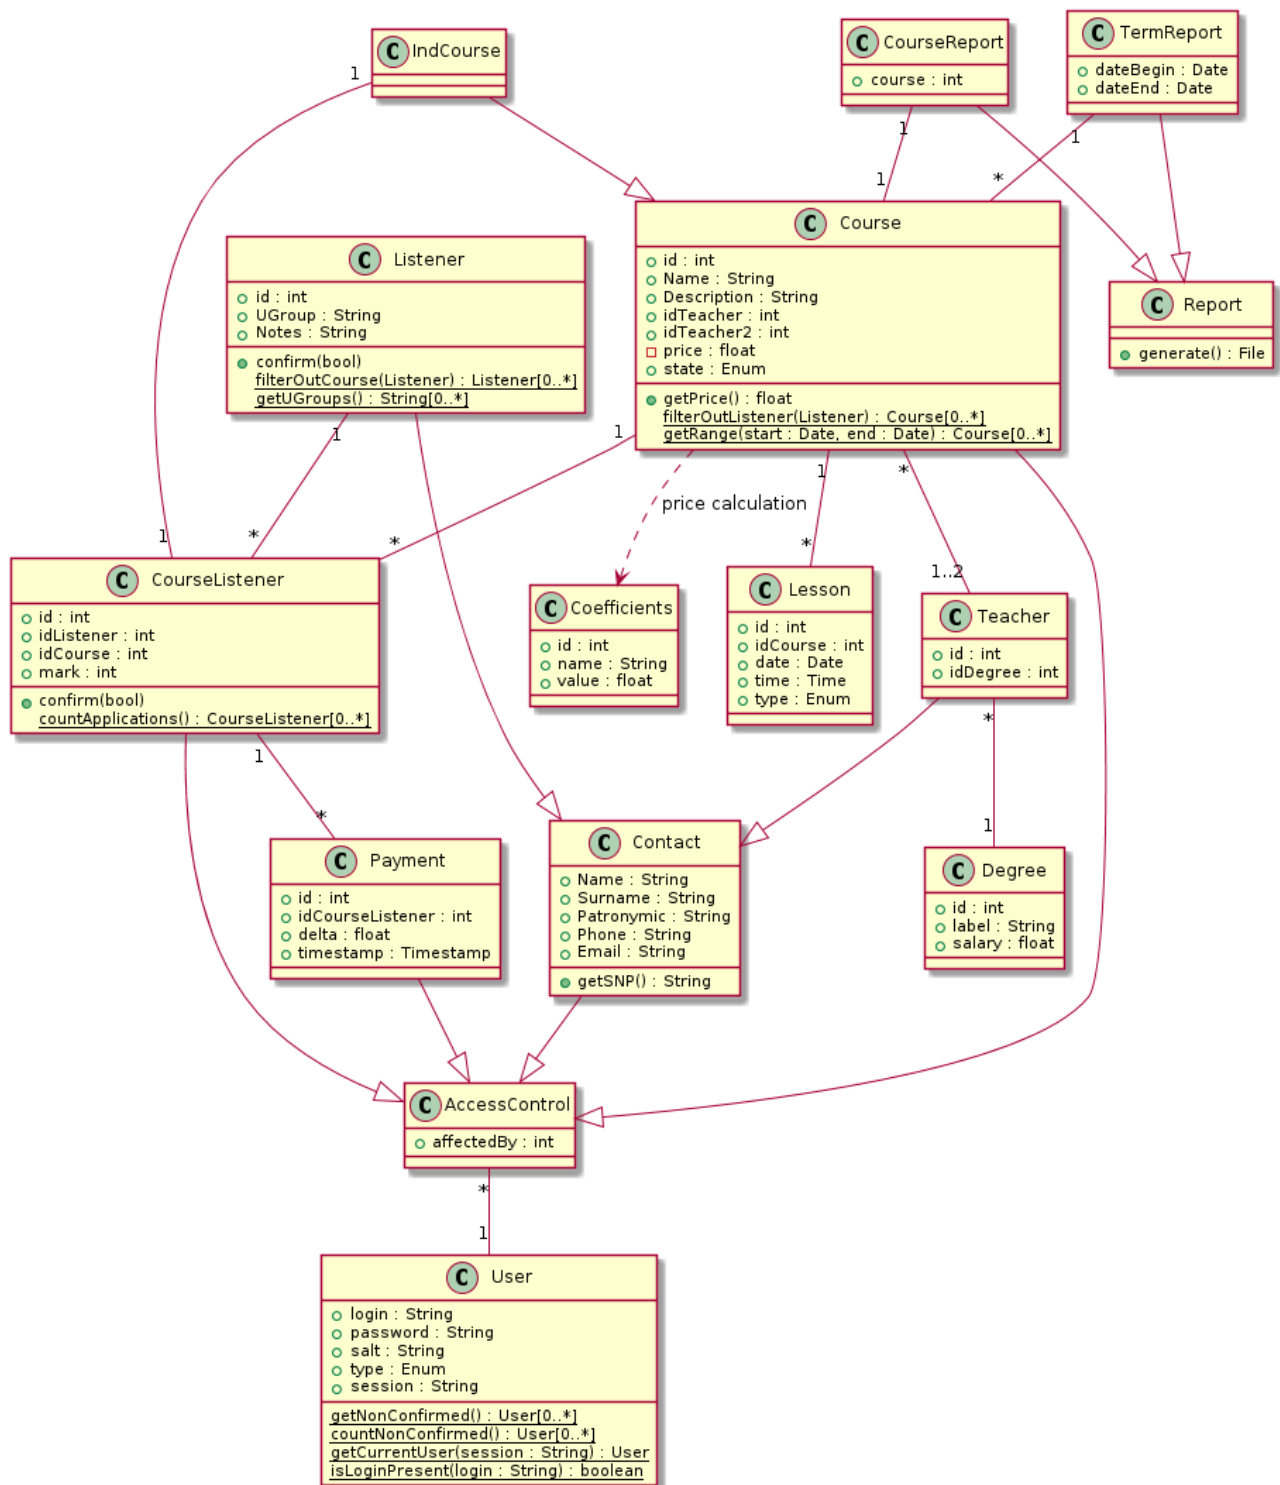 C IndCourse
C CourseReport
course : int
C TermReport
dateBegin : Date
dateEnd : Date
1
1
1
1
*
C Listener
id : int
UGroup : String
Notes : String
confirm(bool)
filterOutCourse(Listener) : Listener[0..*]
getUGroups() : String[0..*]
C Course
id : int
Name : String
Description : String
idTeacher : int
idTeacher2 : int
price : float
state : Enum
getPrice() : float
filterOutListener(Listener) : Course[0..*]
getRange(start : Date, end : Date) : Course[0..*]
C Report
generate() : File
1
1
1
*
price calculation
1
*
*
*
1..2
C CourseListener
id : int
idListener : int
idCourse : int
mark : int
confirm(bool)
countApplications() : CourseListener[0..*]
C Coefficients
id : int
name : String
value : float
C Lesson
id : int
idCourse : int
date : Date
time : Time
type : Enum
C Teacher
id : int
idDegree : int
1
*
*
1
C Payment
id : int
idCourseListener : int
delta : float
timestamp : Timestamp
C Contact
Name : String
Surname : String
Patronymic : String
Phone : String
Email : String
getSNP() : String
C Degree
id : int
label : String
salary : float
C AccessControl
affectedBy : int
*
1
C User
login : String
password : String
salt : String
type : Enum
session : String
getNonConfirmed() : User[0..*]
countNonConfirmed() : User[0..*]
getCurrentUser(session : String) : User
isLoginPresent(login : String) : boolean